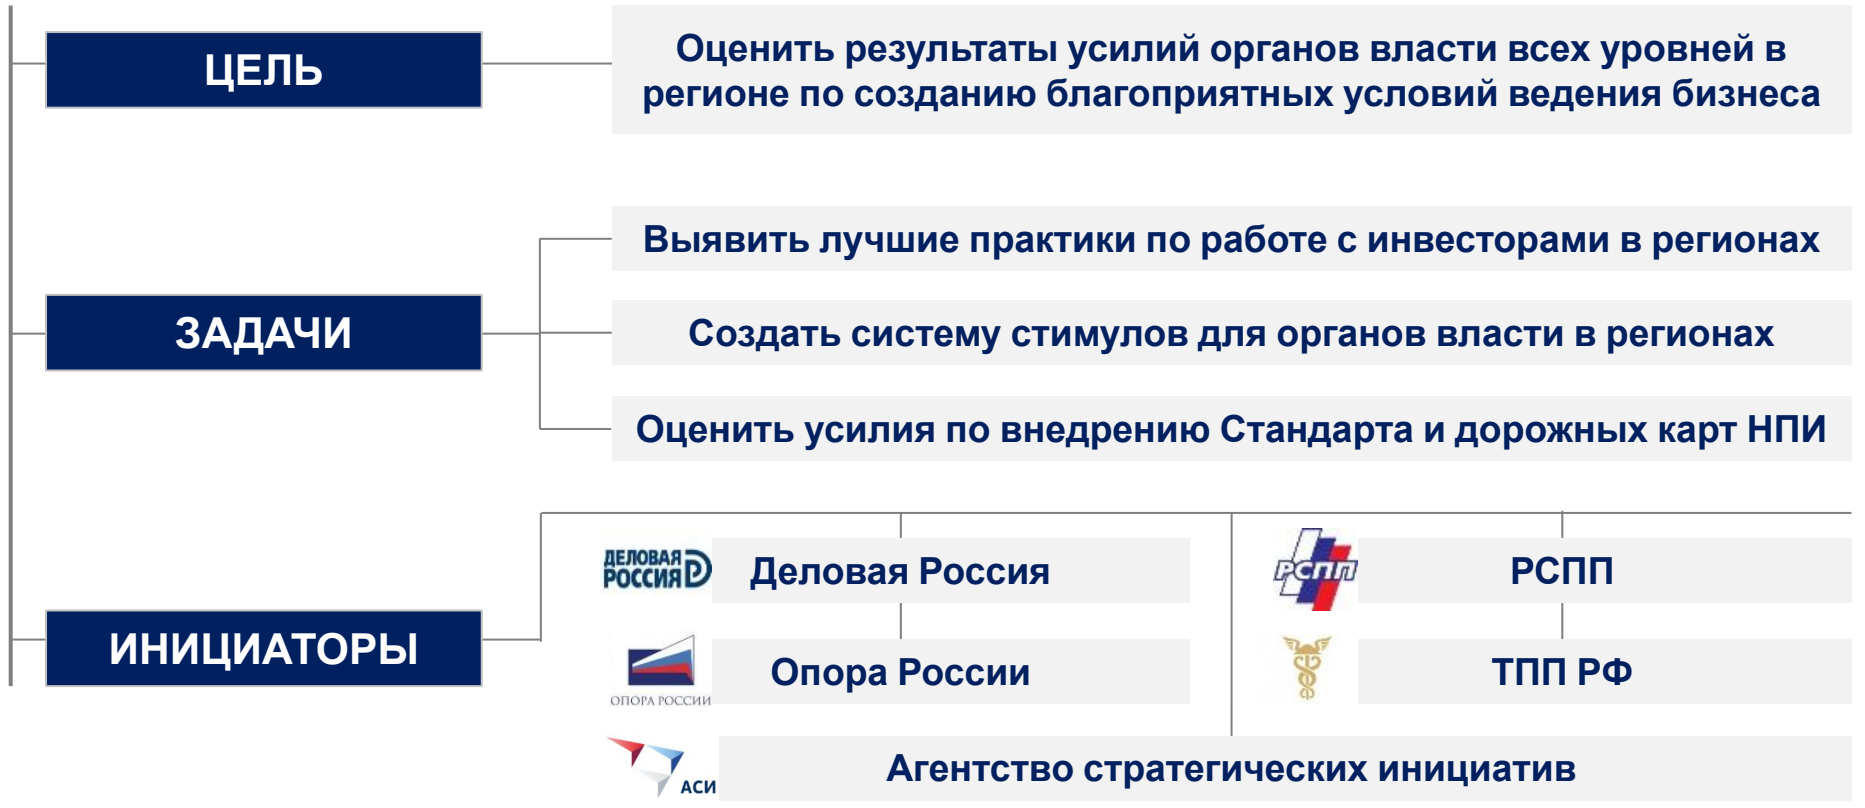 ЦЕЛЬ
Оценить результаты усилий органов власти всех уровней в
регионе по созданию благоприятных условий ведения бизнеса
ЗАДАЧИ
Выявить лучшие практики по работе с инвесторами в регионах
Создать систему стимулов для органов власти в регионах
Оценить усилия по внедрению Стандарта и дорожных карт НПИ
ИНИЦИАТОРЫ
ДЕЛОВАЯ
РОССИЯ
Деловая Россия
РСПП
РСПП
ОПОРА РОССИИ
Опора России
ТПП РФ
АСИ
Агентство стратегических инициатив